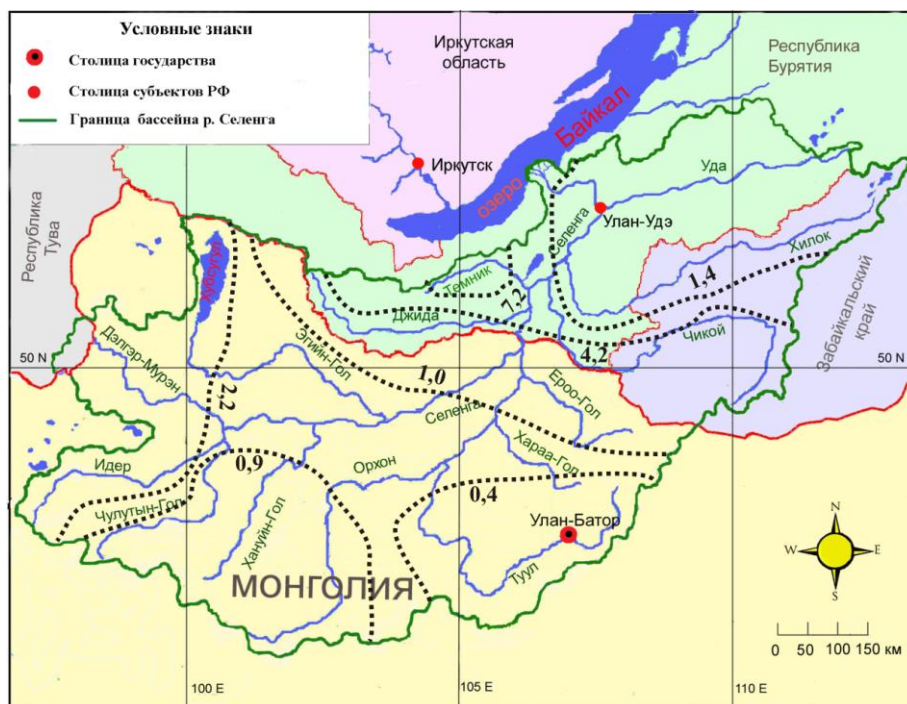 Условные знаки
Столица государства
Столица субъектов РФ
Граница бассейна р. Селенга
Иркутская
область
Республика
Бурятия
озеро Байкал
Иркутск
Уда
Улан-Удэ
Республика
Тува
Хубсугул
Селенга
Хилок
Темник
7,2
1,4
Джида
Чикой
Забайкальский
край
4,2
50 N
50 N
Дэлгэр-Мурэн
Эгийн-Гол
1,0
2,2
Селенга
Ероо-Гол
Хараа-Гол
Идер
0,9
Орхон
0,4
Чулутын-Гол
Хануйн-Гол
Улан-Батор
Туул
МОНГОЛИЯ
N
W
E
S
0 50 100 150 км
100 E
105 E
110 E